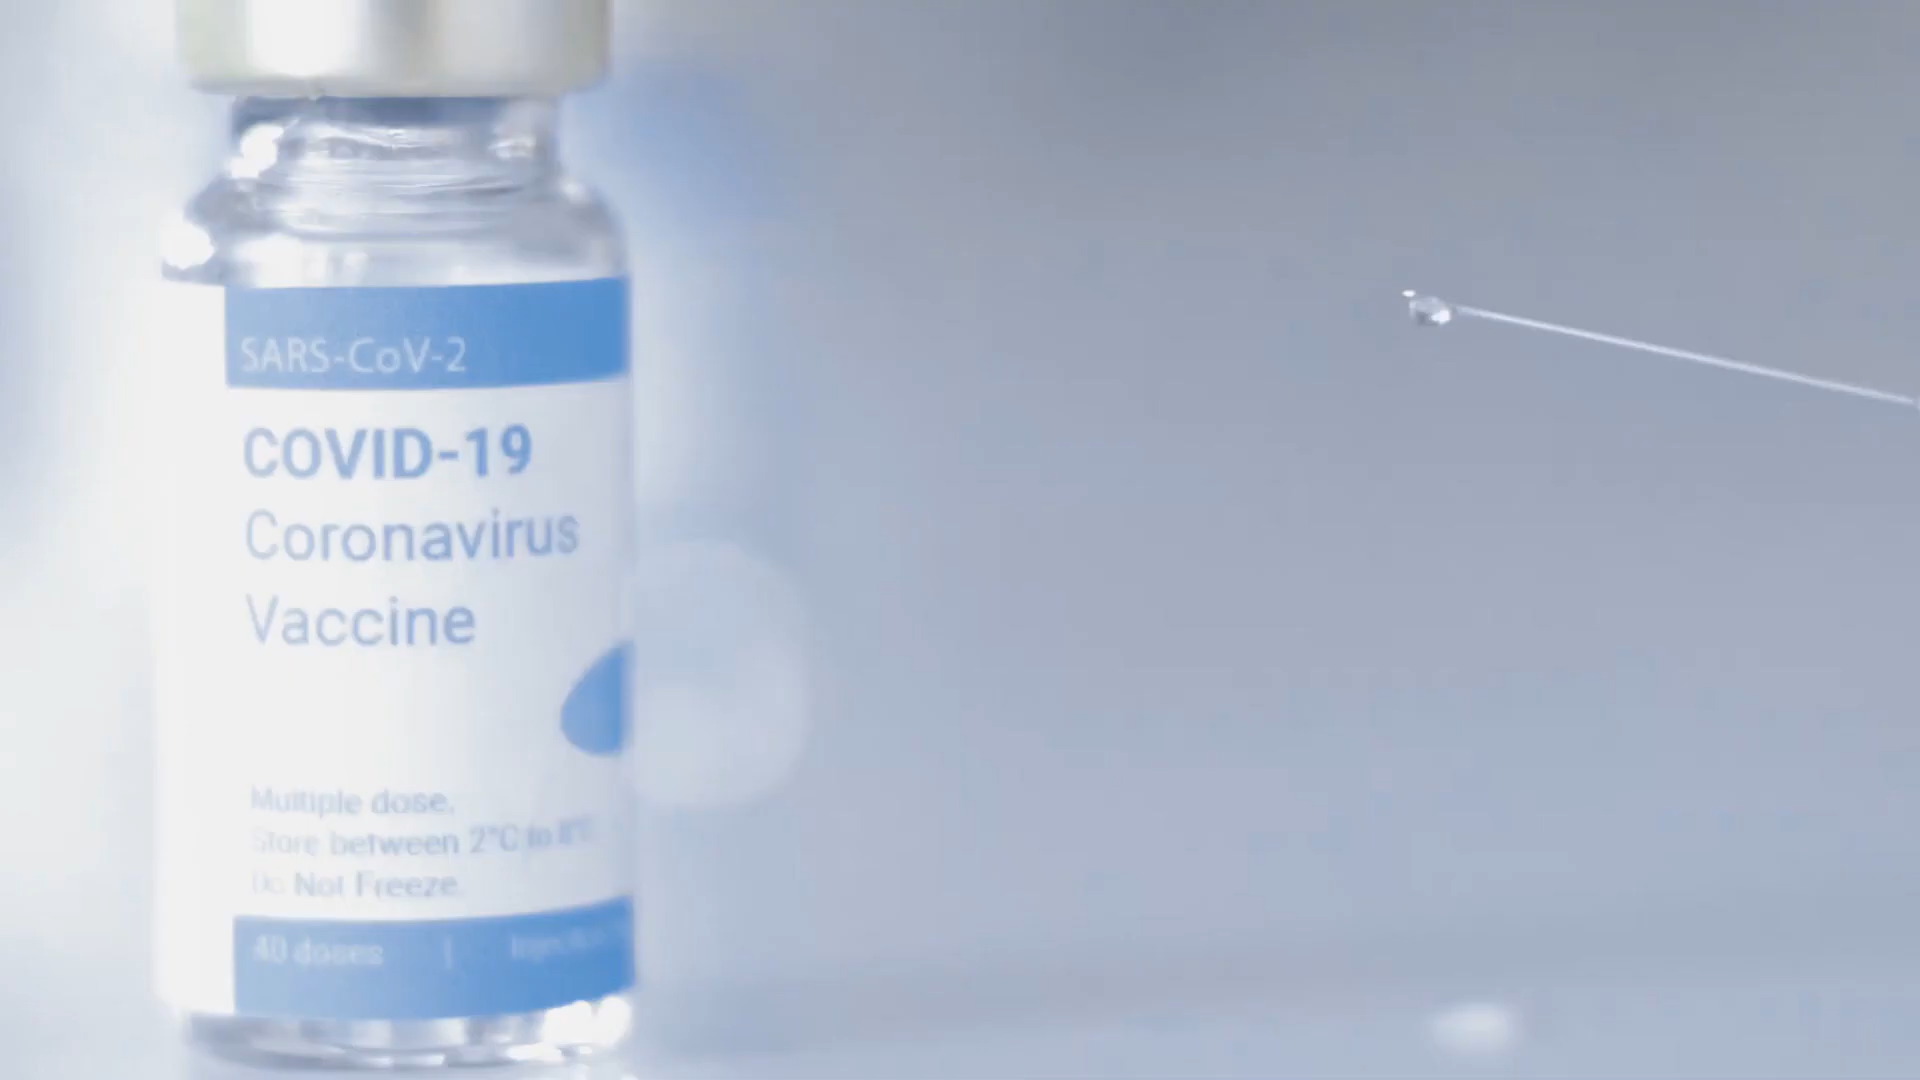 SARS-CoV-2
COVID-19
Coronavirus
Vaccine
Multiple dose.
Store between 2°C to 8°C
Do Not Freeze.
40 doses |